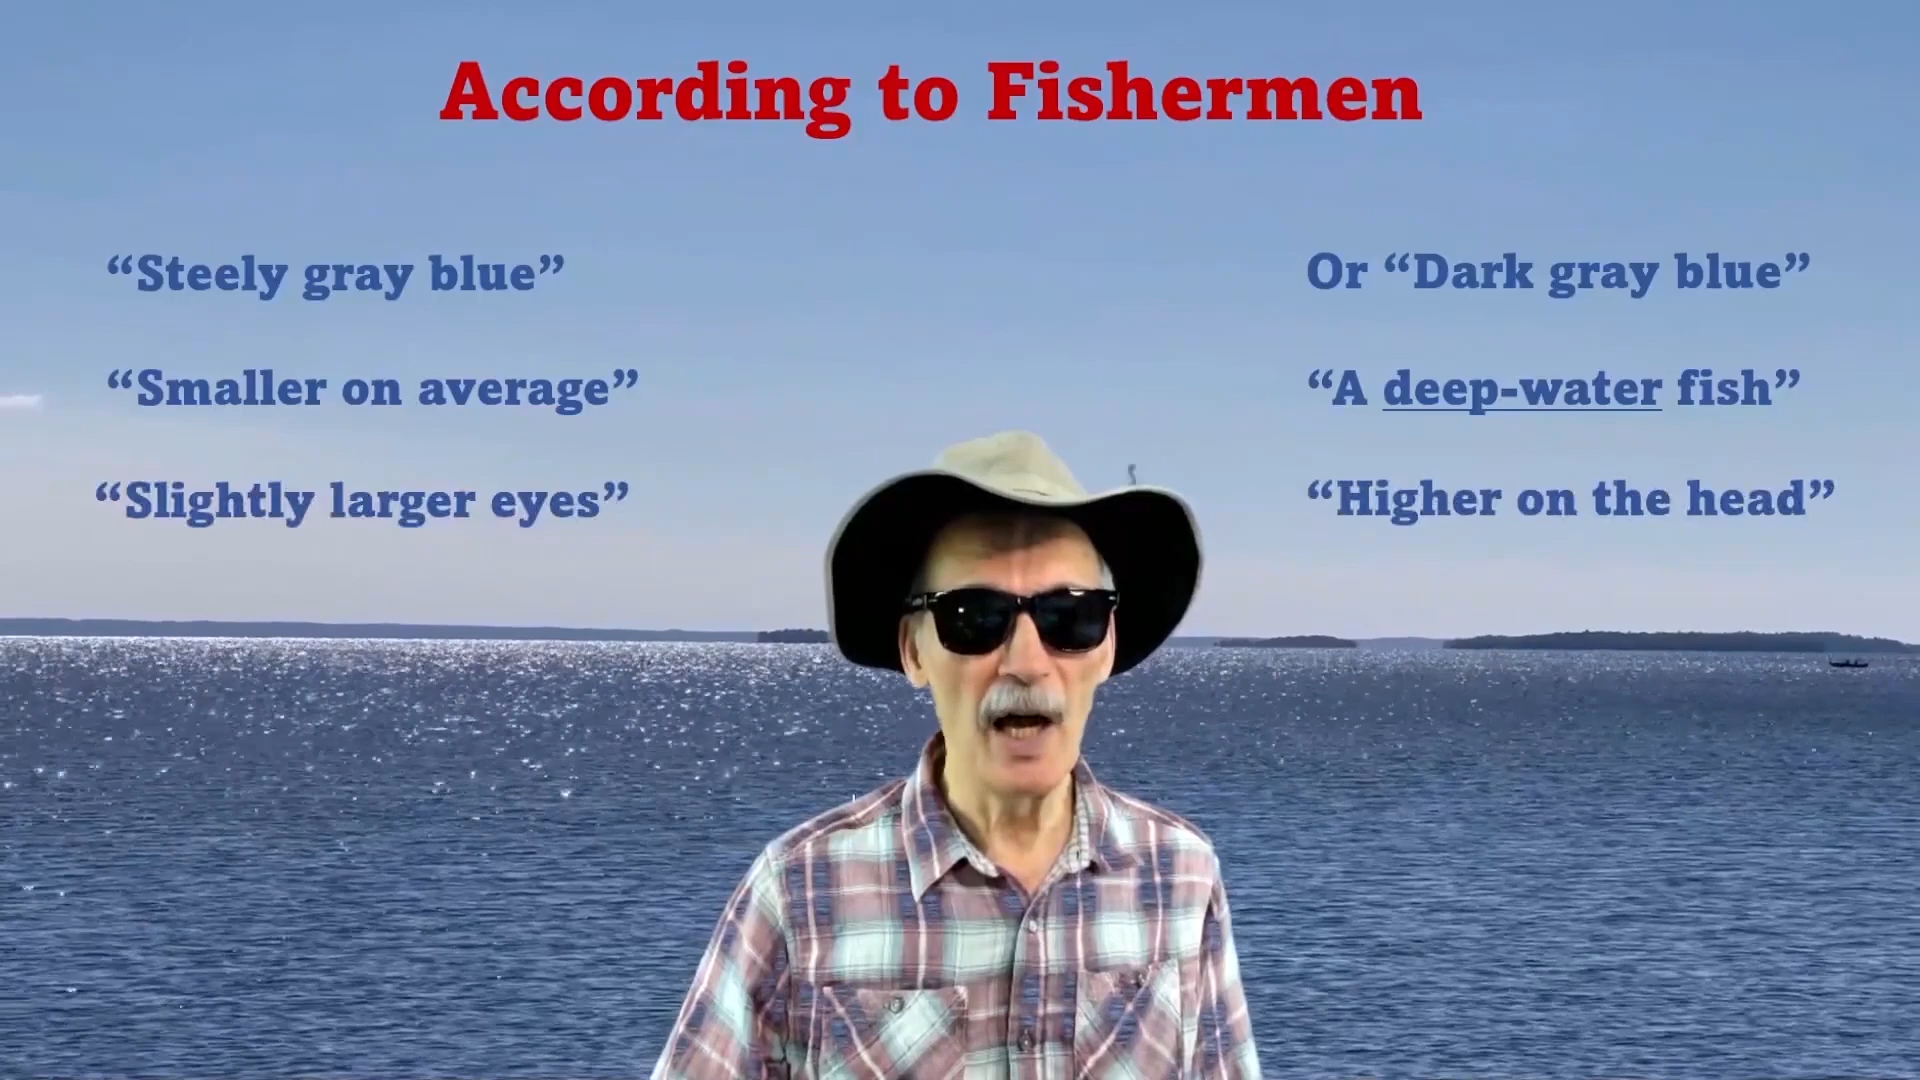 According to Fishermen
“Steely gray blue”
Or “Dark gray blue”
“Smaller on average”
“A deep-water fish”
“Slightly larger eyes”
“Higher on the head”